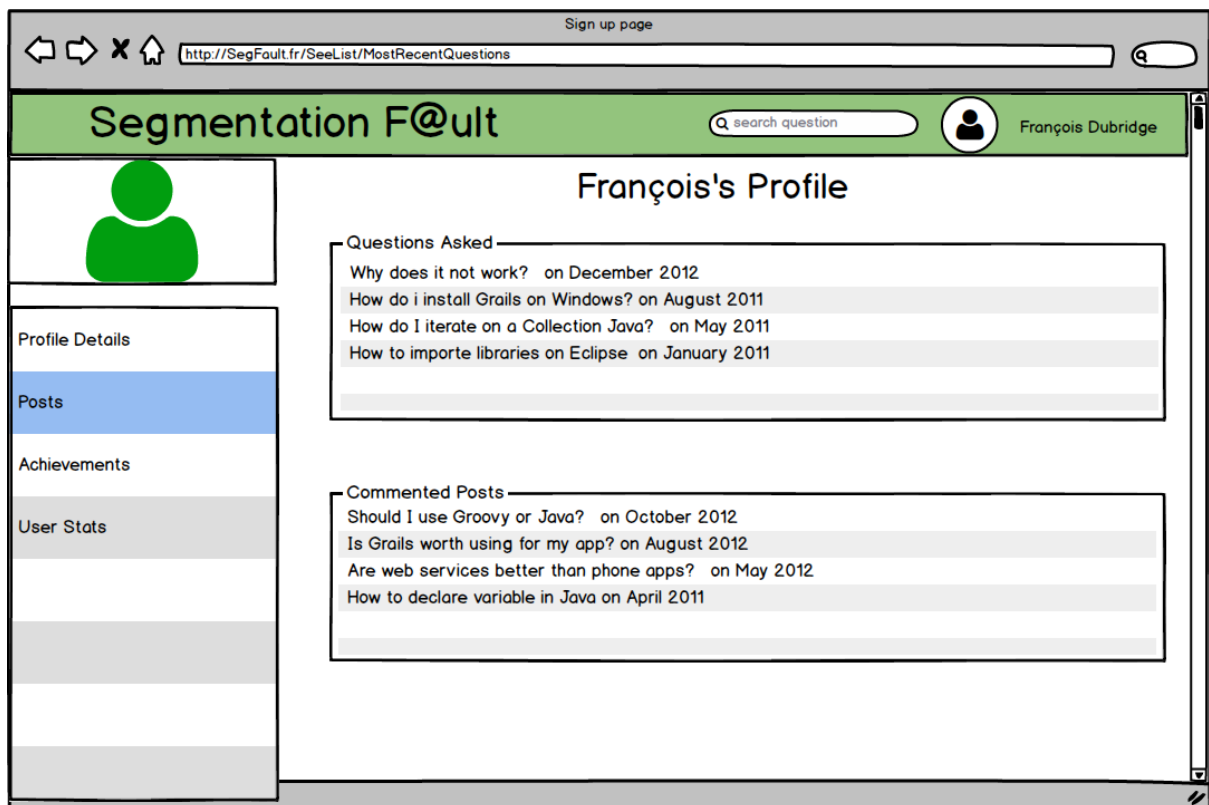 Sign up page
http://SegFault.fr/SeeList/MostRecentQuestions
Segmentation F@ult
search question
François Dubridge
François's Profile
Profile Details
Posts
Achievements
User Stats
Questions Asked
Why does it not work? on December 2012
How do i install Grails on Windows? on August 2011
How do I iterate on a Collection Java? on May 2011
How to importe libraries on Eclipse on January 2011
Commented Posts
Should I use Groovy or Java? on October 2012
Is Grails worth using for my app? on August 2012
Are web services better than phone apps? on May 2012
How to declare variable in Java on April 2011